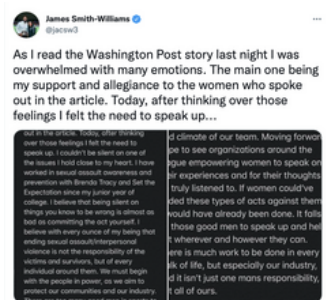 James Smith-Williams
@jacsw3
As I read the Washington Post story last night I was
overwhelmed with many emotions. The main one being
my support and allegiance to the women who spoke
out in the article. Today, after thinking over those
feelings I felt the need to speak up...
out in the article. Today, after thinking
over those feelings I felt the need to
speak up. I couldn't be silent on one of
the issues I hold close to my heart. I have
worked in sexual assault awareness and
prevention with Brenda Tracy and Set the
Expectation since my junior year of
college. I believe that being silent on
things you know to be wrong is almost as
bad as committing the act yourself. I
believe with every ounce of my being that
ending sexual assault/interpersonal
violence is not the responsibility of the
victims and survivors, but of every
individual around them. We must begin
with the people in power, as we aim to
protect our communities and our industry.
d climate of our team. Moving forwar
pe to see organizations around the
ague empowering women to speak on
eir experiences and for their thoughts
truly listened to. If women could've
ded these types of acts against them
would have already been done. It falls
those good men to speak up and hel
t wherever and however they can.
ere is much work to be done in every
lk of life, but especially our industry,
isn't just one mans responsibility,
t all of ours.